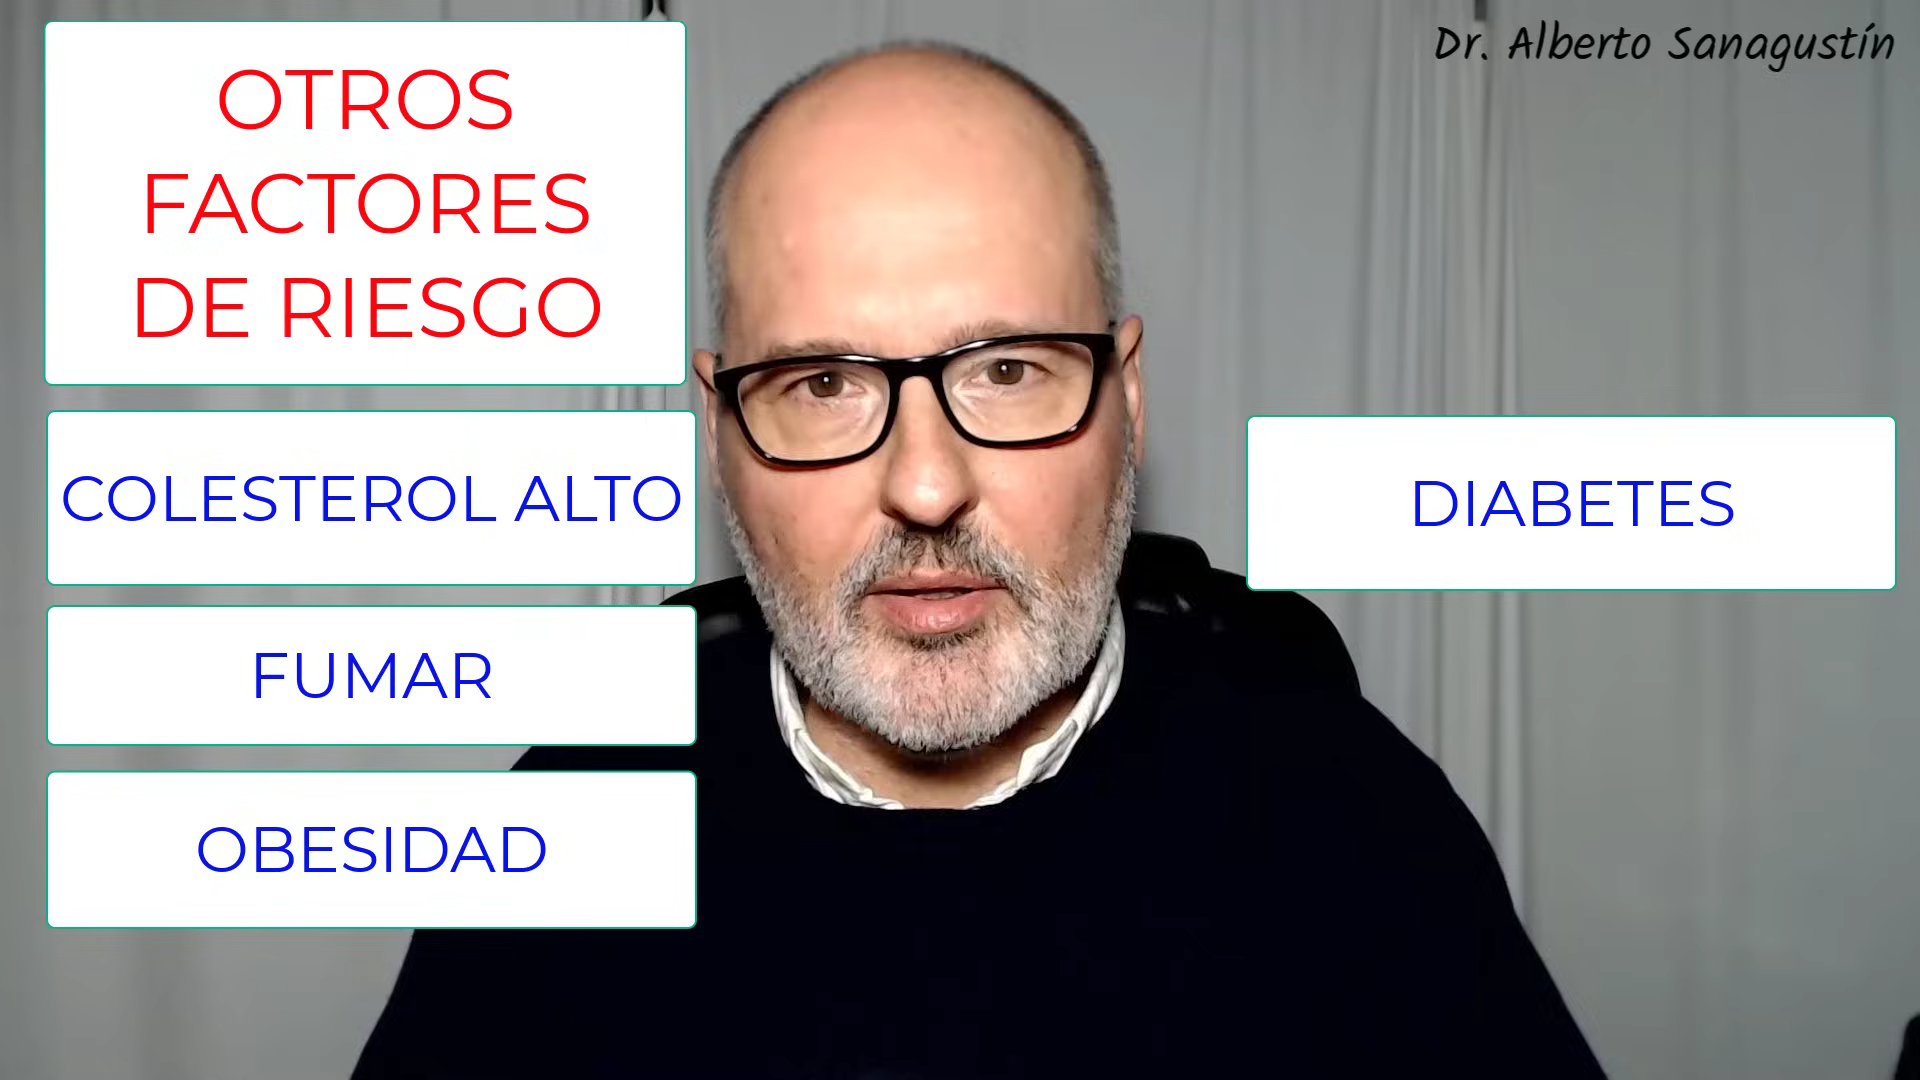 Dr. Alberto Sanagustín
OTROS
FACTORES
DE RIESGO
COLESTEROL ALTO
DIABETES
FUMAR
OBESIDAD